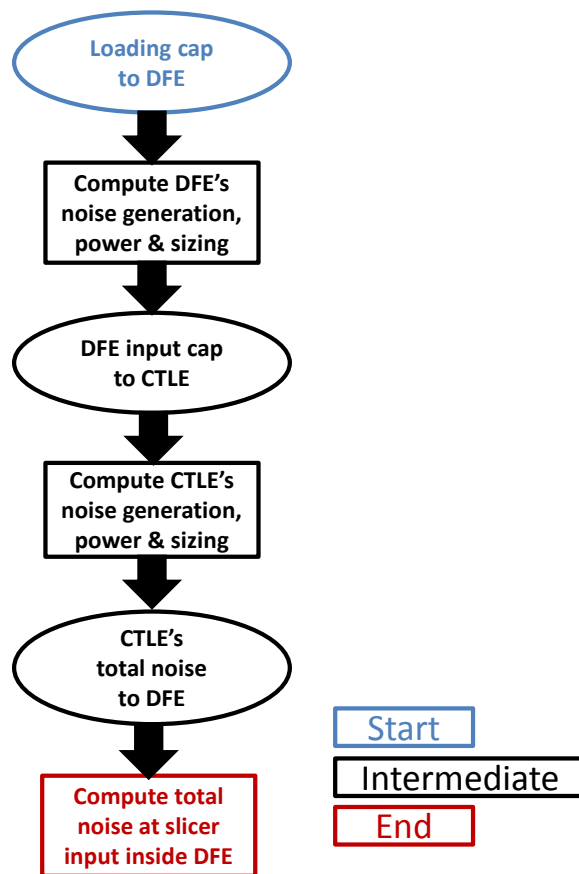 Loading cap
to DFE
Compute DFE's
noise generation,
power & sizing
DFE input cap
to CTLE
Compute CTLE's
noise generation,
power & sizing
CTLE's
total noise
to DFE
Compute total
noise at slicer
input inside DFE
Start
Intermediate
End